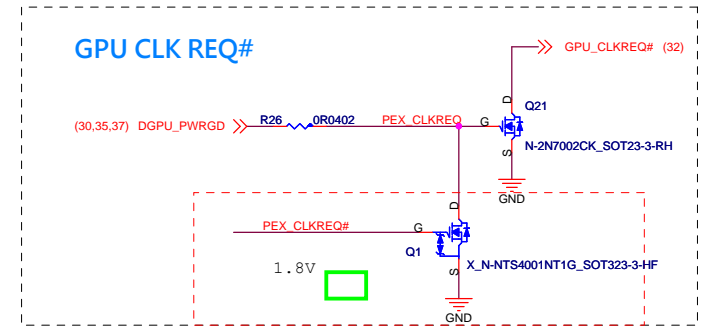 GPU CLK REQ#
GPU_CLKREQ# (32)
D
Q21
(30,35,37) DGPU_PWRGD
R26 0R0402
PEX_CLKREQ
G
N-2N7002CK_SOT23-3-RH
S
GND
D
PEX_CLKREQ#
G
Q1
1.8V
X_N-NTS4001NT1G_SOT323-3-HF
S
GND